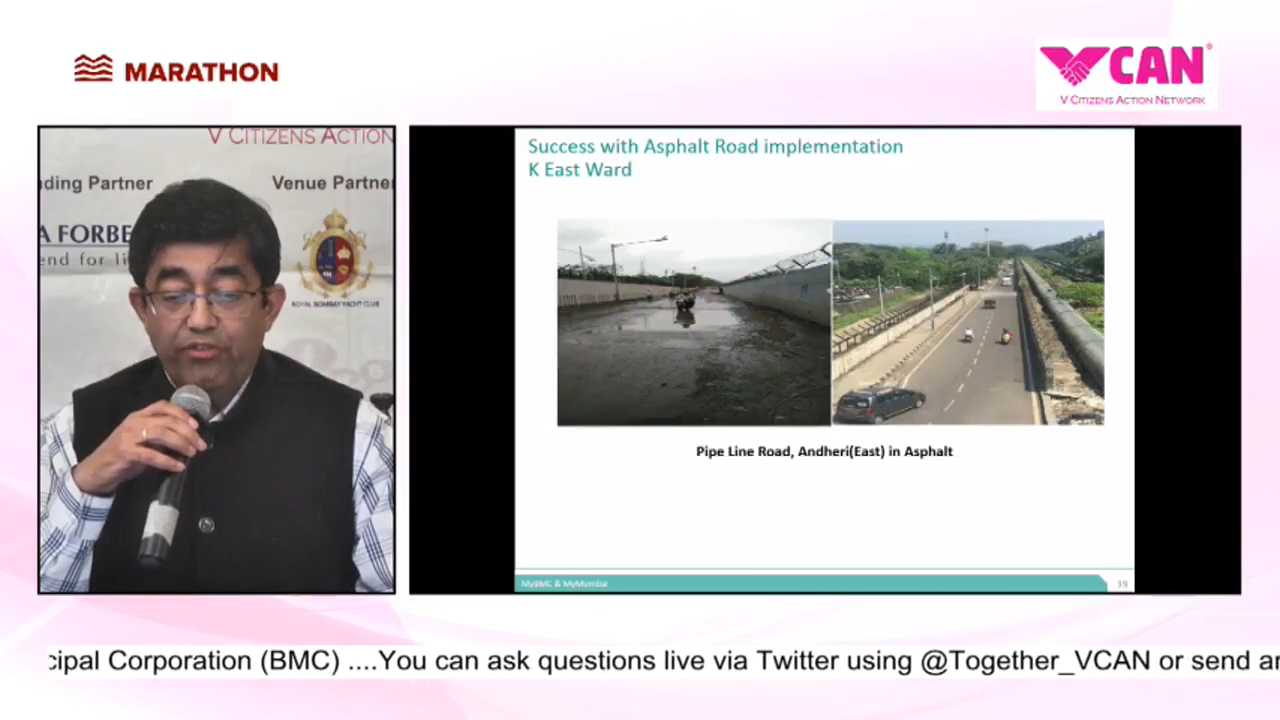 MARATHON
VCAN
V CITIZENS ACTION NETWORK
V CITIZENS ACTION
ding Partner
Venue Partner
A FORBE
end for li
ROYAL BOMBAY YACHT CLUB
Success with Asphalt Road implementation
K East Ward
Pipe Line Road, Andheri(East) in Asphalt
MyBMC & MyMumbai
19
cipal Corporation (BMC) ....You can ask questions live via Twitter using @Together_VCAN or send an